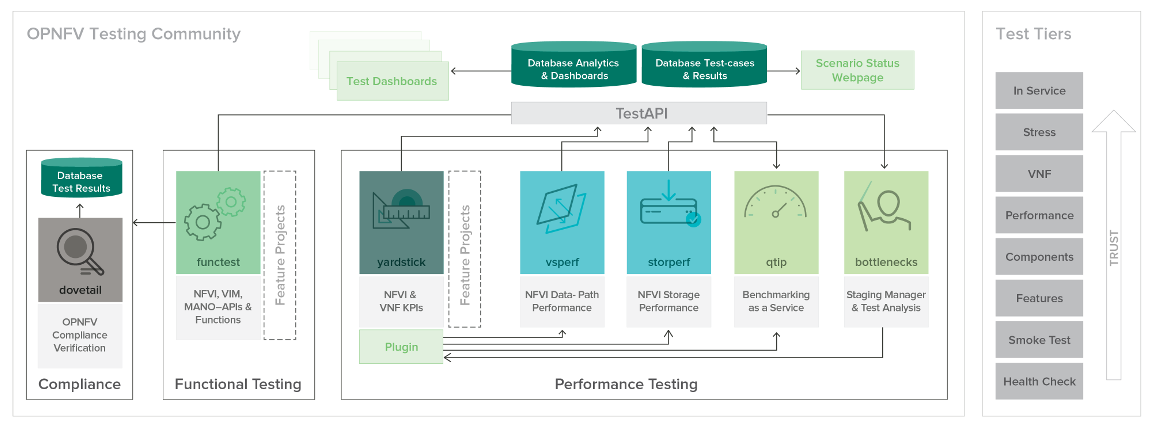 OPNFV Testing Community
Test Dashboards
Database Analytics
& Dashboards
Database Test-cases
& Results
Scenario Status
Webpage
TestAPI
Database
Test Results
dovetail
OPNFV
Compliance
Verification
Compliance
functest
NFVI, VIM,
MANO–APIs &
Functions
Feature Projects
Functional Testing
yardstick
NFVI &
VNF KPIs
Feature Projects
Plugin
vsperf
NFVI Data- Path
Performance
storperf
NFVI Storage
Performance
qtip
Benchmarking
as a Service
bottlenecks
Staging Manager
& Test Analysis
Performance Testing
Test Tiers
In Service
Stress
VNF
Performance
Components
Features
Smoke Test
Health Check
TRUST